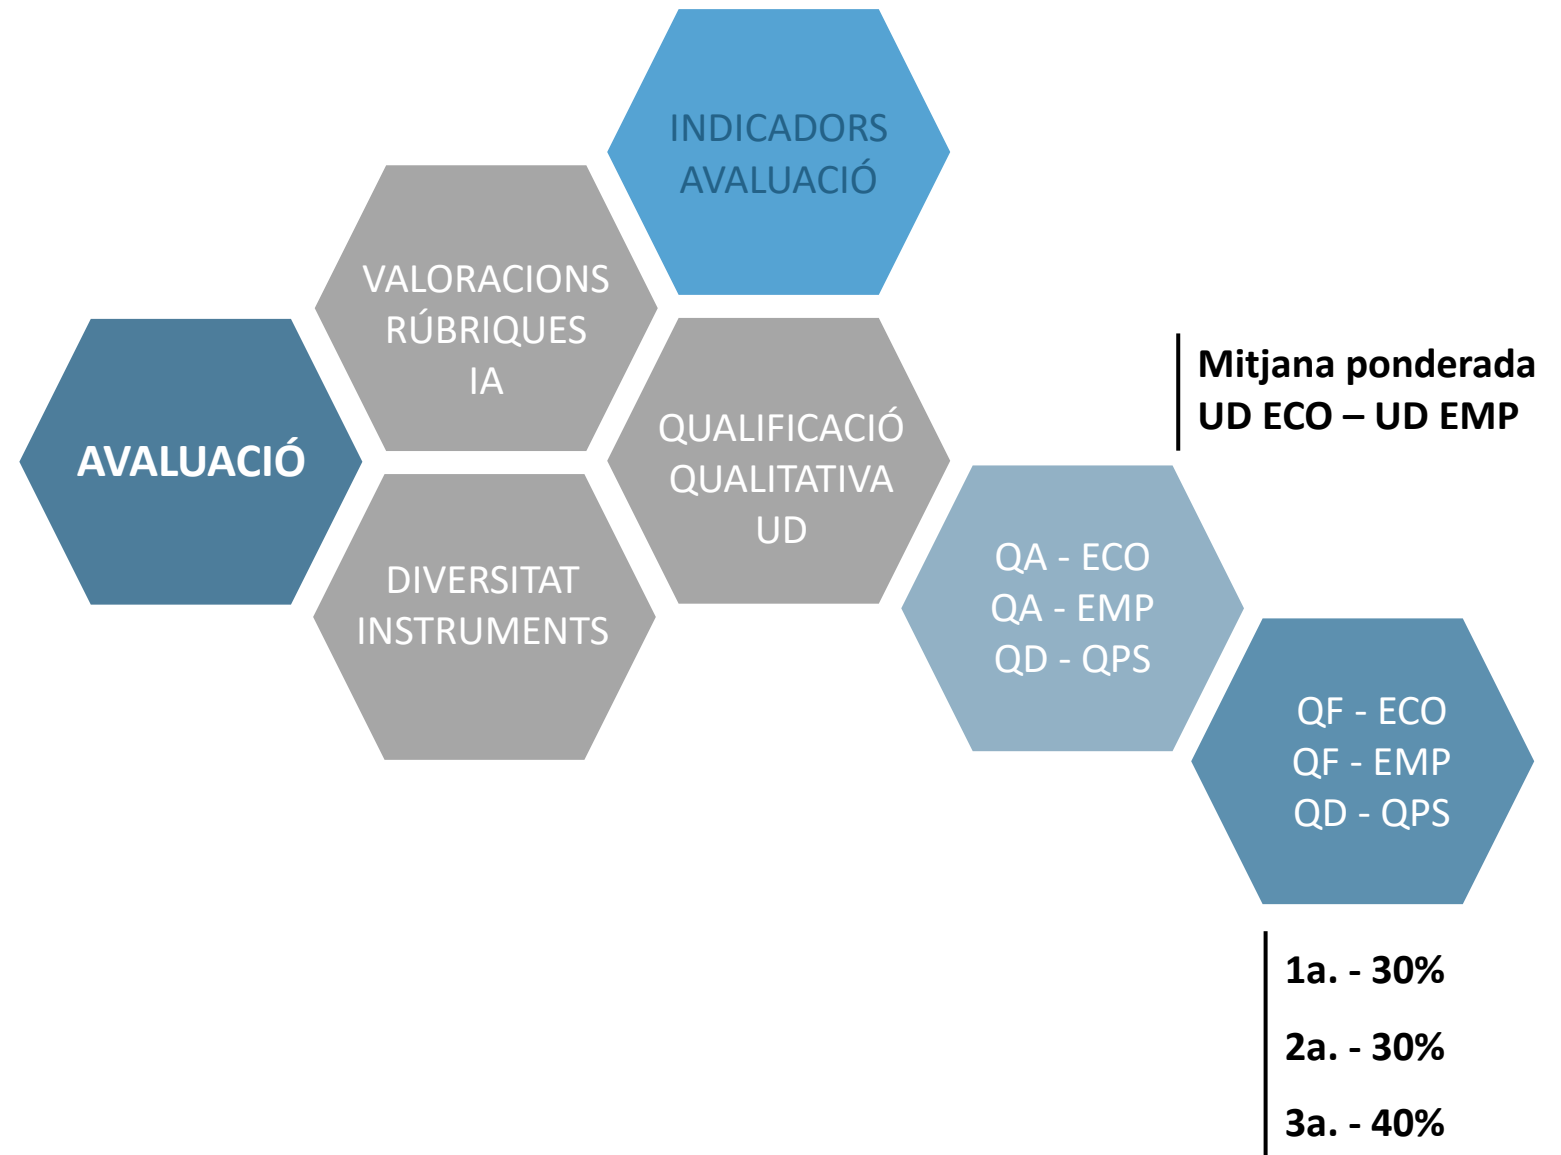 INDICADORS
AVALUACIÓ
VALORACIONS
RÚBRIQUES
IA
AVALUACIÓ
DIVERSITAT
INSTRUMENTS
QUALIFICACIÓ
QUALITATIVA
UD
Mitjana ponderada
UD ECO – UD EMP
QA - ECO
QA - EMP
QD - QPS
QF - ECO
QF - EMP
QD - QPS
1a. - 30%
2a. - 30%
3a. - 40%